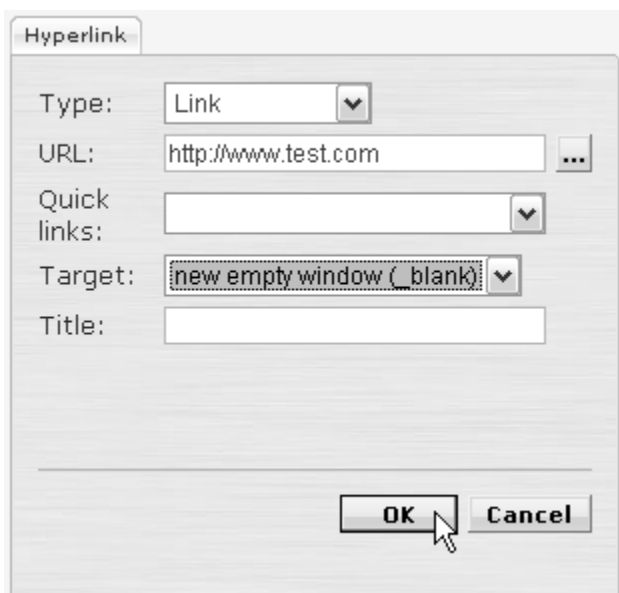 Hyperlink
Type: Link
URL: http://www.test.com ...
Quick
links:
Target: new empty window (_blank)
Title:
OK Cancel